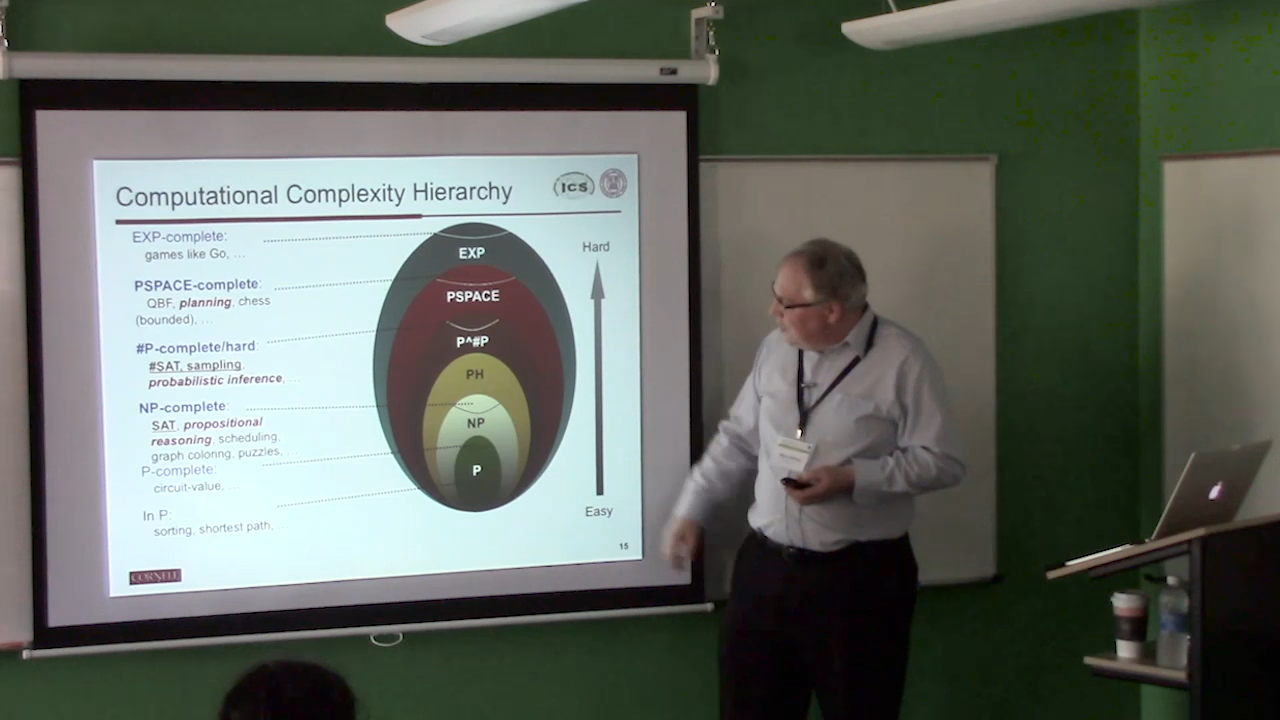 Computational Complexity Hierarchy
ICS
EXP-complete:
games like Go, …
PSPACE-complete:
QBF, planning, chess
(bounded), …
#P-complete/hard:
#SAT, sampling,
probabilistic inference, …
NP-complete:
SAT, propositional
reasoning, scheduling,
graph coloring, puzzles, …
P-complete:
circuit-value, …
In P:
sorting, shortest path, …
EXP
PSPACE
P^#P
PH
NP
P
Hard
Easy
15
CORNELL